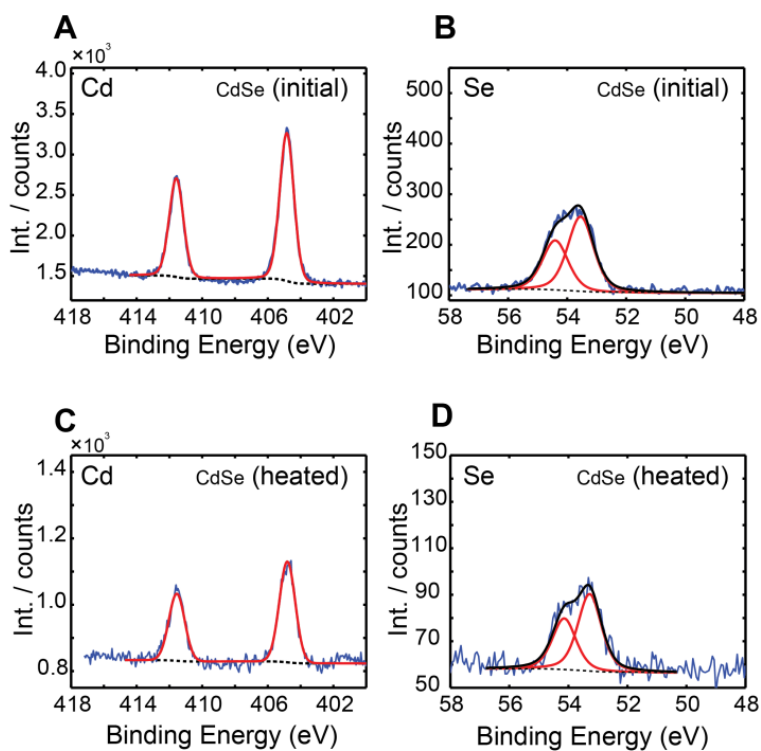 A
×10³
Cd CdSe (initial)
4.0
3.5
3.0
2.5
2.0
1.5
Int. / counts
418 414 410 406 402
Binding Energy (eV)
B
Se CdSe (initial)
500
400
300
200
100
Int. / counts
58 56 54 52 50 48
Binding Energy (eV)
C
×10³
Cd CdSe (heated)
1.4
1.2
1.0
0.8
Int. / counts
418 414 410 406 402
Binding Energy (eV)
D
Se CdSe (heated)
150
130
110
90
70
50
Int. / counts
58 56 54 52 50 48
Binding Energy (eV)